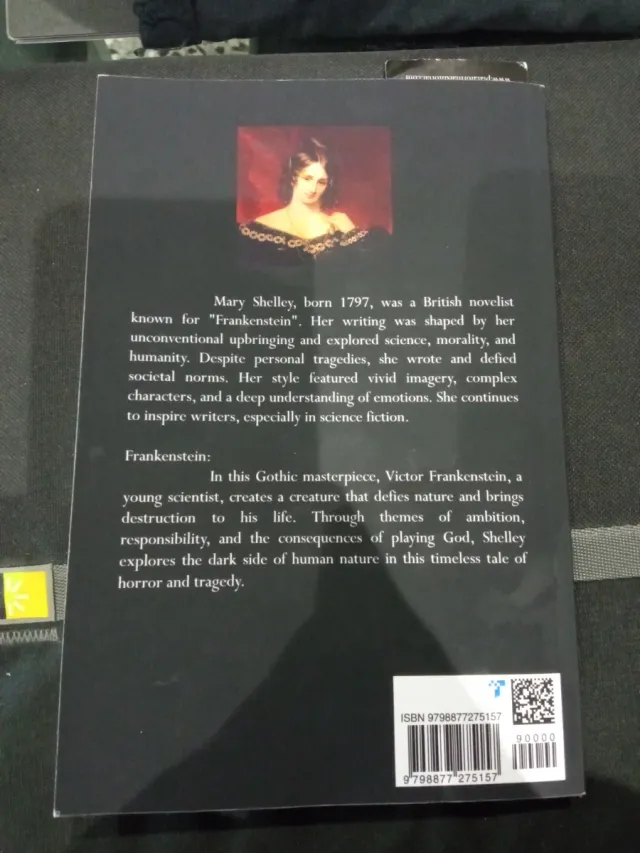 Mary Shelley, born 1797, was a British novelist
known for "Frankenstein". Her writing was shaped by her
unconventional upbringing and explored science, morality, and
humanity. Despite personal tragedies, she wrote and defied
societal norms. Her style featured vivid imagery, complex
characters, and a deep understanding of emotions. She continues
to inspire writers, especially in science fiction.
Frankenstein:
In this Gothic masterpiece, Victor Frankenstein, a
young scientist, creates a creature that defies nature and brings
destruction to his life. Through themes of ambition,
responsibility, and the consequences of playing God, Shelley
explores the dark side of human nature in this timeless tale of
horror and tragedy.
ISBN 9798877275157
90000
9 798877 275157